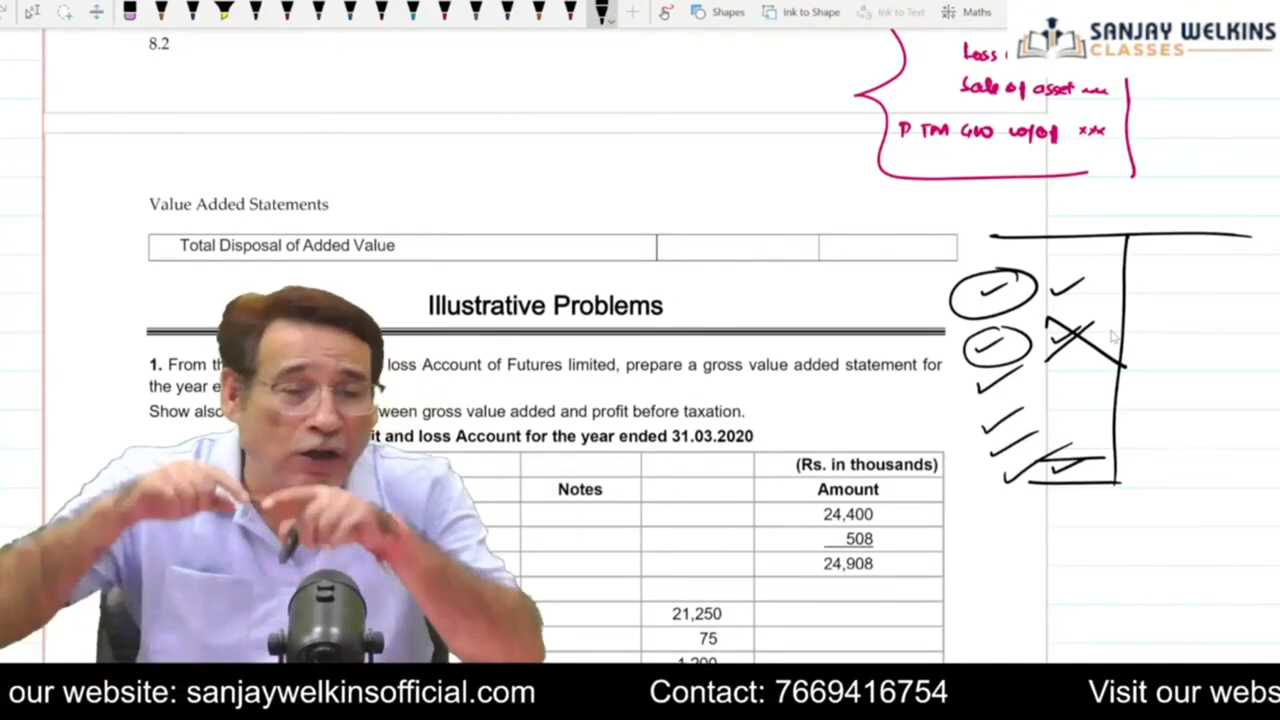 Shapes Ink to Shape Ink to Text Maths
SANJAY WELKINS
CLASSES
8.2
Loss
Sale of asset
P TM G/W w/off xxx
Value Added Statements
Total Disposal of Added Value
Illustrative Problems
1. From th loss Account of Futures limited, prepare a gross value added statement for
the year e
Show also ween gross value added and profit before taxation.
it and loss Account for the year ended 31.03.2020
(Rs. in thousands)
Notes Amount
24,400
508
24,908
21,250
75
1,200
our website: sanjaywelkinsofficial.com Contact: 7669416754 Visit our webs